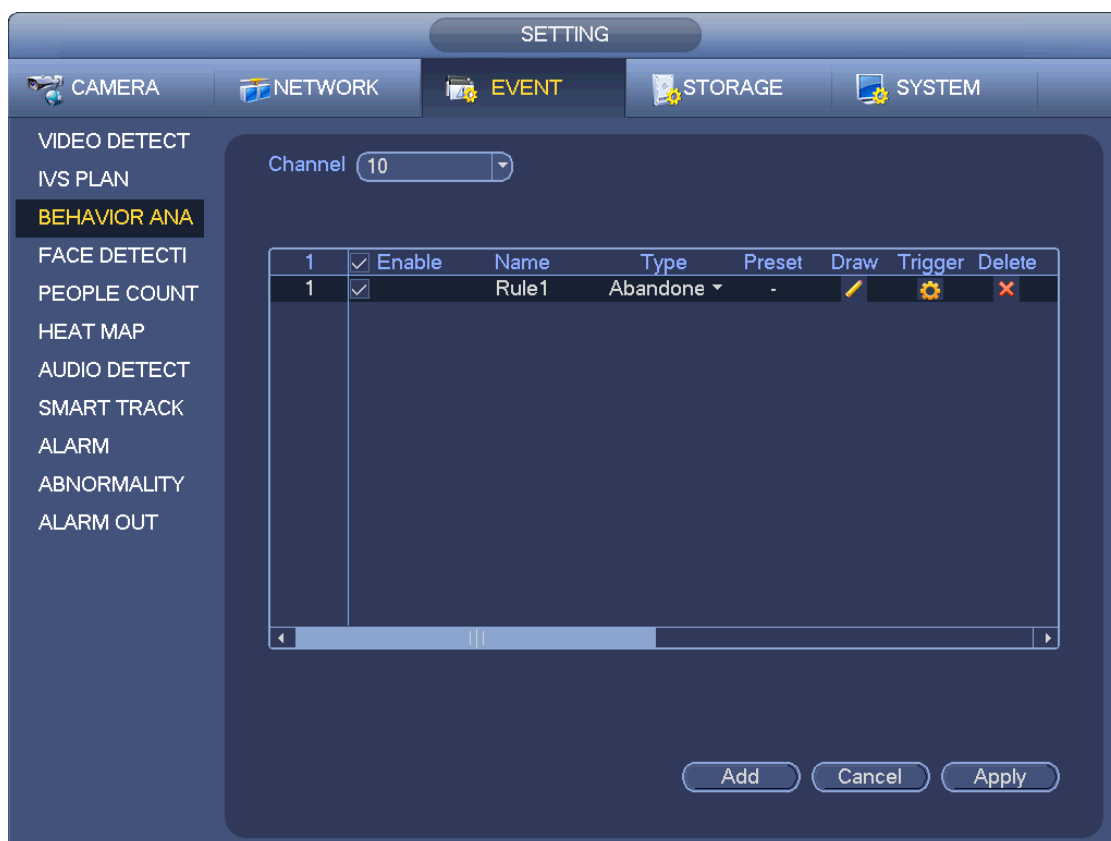 SETTING
CAMERA NETWORK EVENT STORAGE SYSTEM
VIDEO DETECT
IVS PLAN
BEHAVIOR ANA
FACE DETECTI
PEOPLE COUNT
HEAT MAP
AUDIO DETECT
SMART TRACK
ALARM
ABNORMALITY
ALARM OUT
Channel 10
1 Enable Name Type Preset Draw Trigger Delete
1 Rule1 Abandone -
Add Cancel Apply